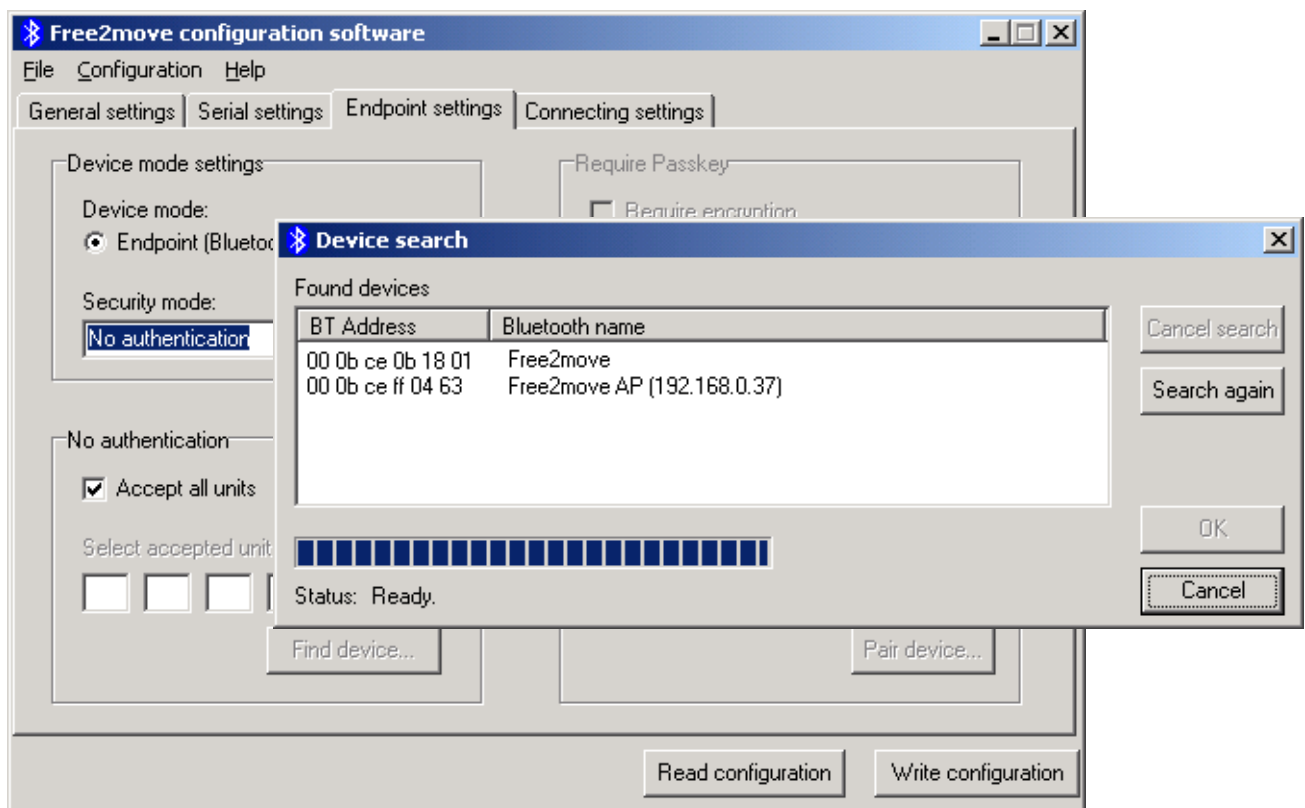 Free2move configuration software
File Configuration Help
General settings Serial settings Endpoint settings Connecting settings
Device mode settings
Device mode:
Endpoint (Bluetoo
Security mode:
No authentication
Require Passkey
Require encryption
Device search
Found devices
BT Address Bluetooth name
00 0b ce 0b 18 01 Free2move
00 0b ce ff 04 63 Free2move AP (192.168.0.37)
Cancel search
Search again
OK
Cancel
Status: Ready.
No authentication
Accept all units
Select accepted unit
Find device...
Pair device...
Read configuration Write configuration